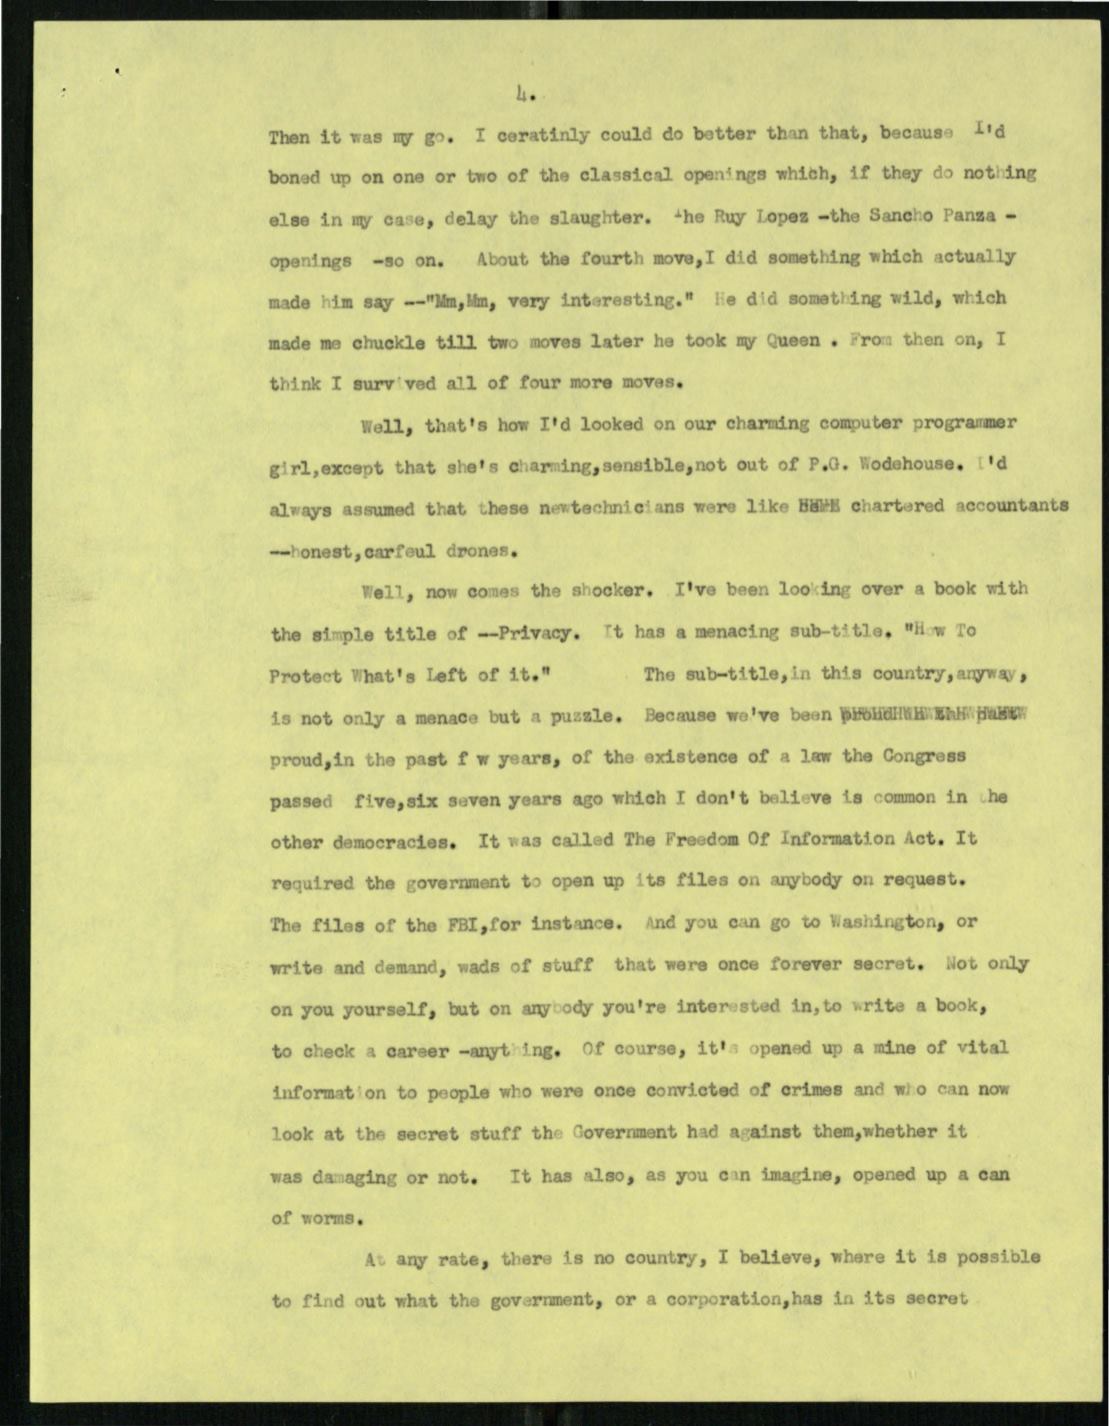 4.
Then it was my go. I ceratinly could do better than that, because I'd
boned up on one or two of the classical openings which, if they do nothing
else in my case, delay the slaughter. The Ruy Lopez -the Sancho Panza -
openings -so on. About the fourth move,I did something which actually
made him say --"Mm,Mm, very interesting." He did something wild, which
made me chuckle till two moves later he took my Queen . From then on, I
think I survived all of four more moves.
Well, that's how I'd looked on our charming computer programmer
girl,except that she's charming,sensible,not out of P.G. Wodehouse. I'd
always assumed that these newtechnicians were like chartered accountants
--honest,carfeul drones.
Well, now comes the shocker. I've been looking over a book with
the simple title of --Privacy. It has a menacing sub-title. "How To
Protect What's Left of it." The sub-title,in this country,anyway,
is not only a menace but a puzzle. Because we've been
proud,in the past f w years, of the existence of a law the Congress
passed five,six seven years ago which I don't believe is common in the
other democracies. It was called The Freedom Of Information Act. It
required the government to open up its files on anybody on request.
The files of the FBI,for instance. And you can go to Washington, or
write and demand, wads of stuff that were once forever secret. Not only
on you yourself, but on anybody you're interested in,to write a book,
to check a career -anything. Of course, it's opened up a mine of vital
information to people who were once convicted of crimes and who can now
look at the secret stuff the Government had against them,whether it
was damaging or not. It has also, as you can imagine, opened up a can
of worms.
At any rate, there is no country, I believe, where it is possible
to find out what the government, or a corporation,has in its secret